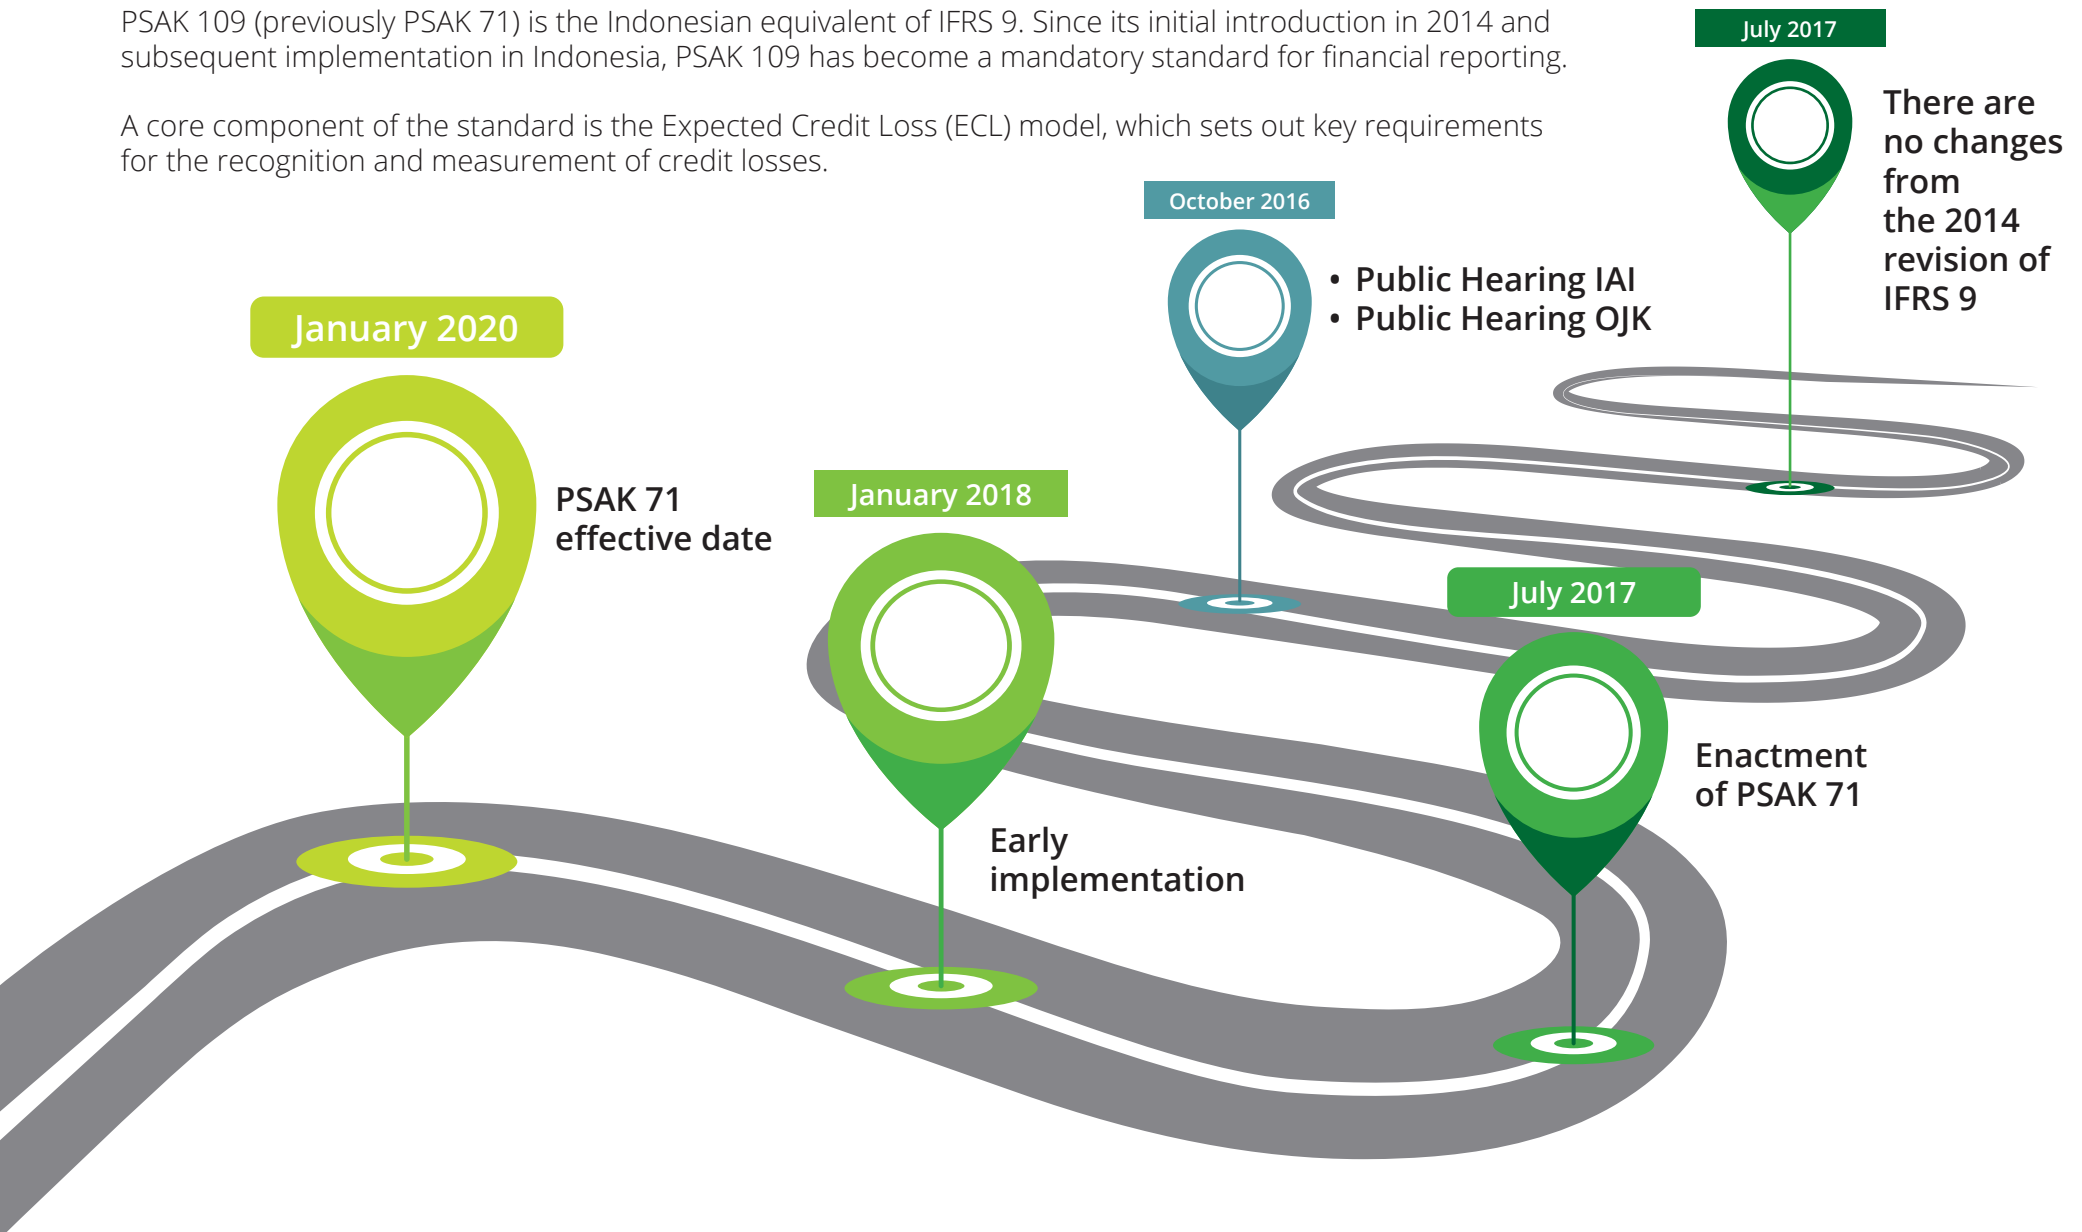 PSAK 109 (previously PSAK 71) is the Indonesian equivalent of IFRS 9. Since its initial introduction in 2014 and
subsequent implementation in Indonesia, PSAK 109 has become a mandatory standard for financial reporting.
A core component of the standard is the Expected Credit Loss (ECL) model, which sets out key requirements
for the recognition and measurement of credit losses.
July 2017
There are
no changes
from
the 2014
revision of
IFRS 9
October 2016
• Public Hearing IAI
• Public Hearing OJK
January 2020
PSAK 71
effective date
January 2018
Early
implementation
July 2017
Enactment
of PSAK 71